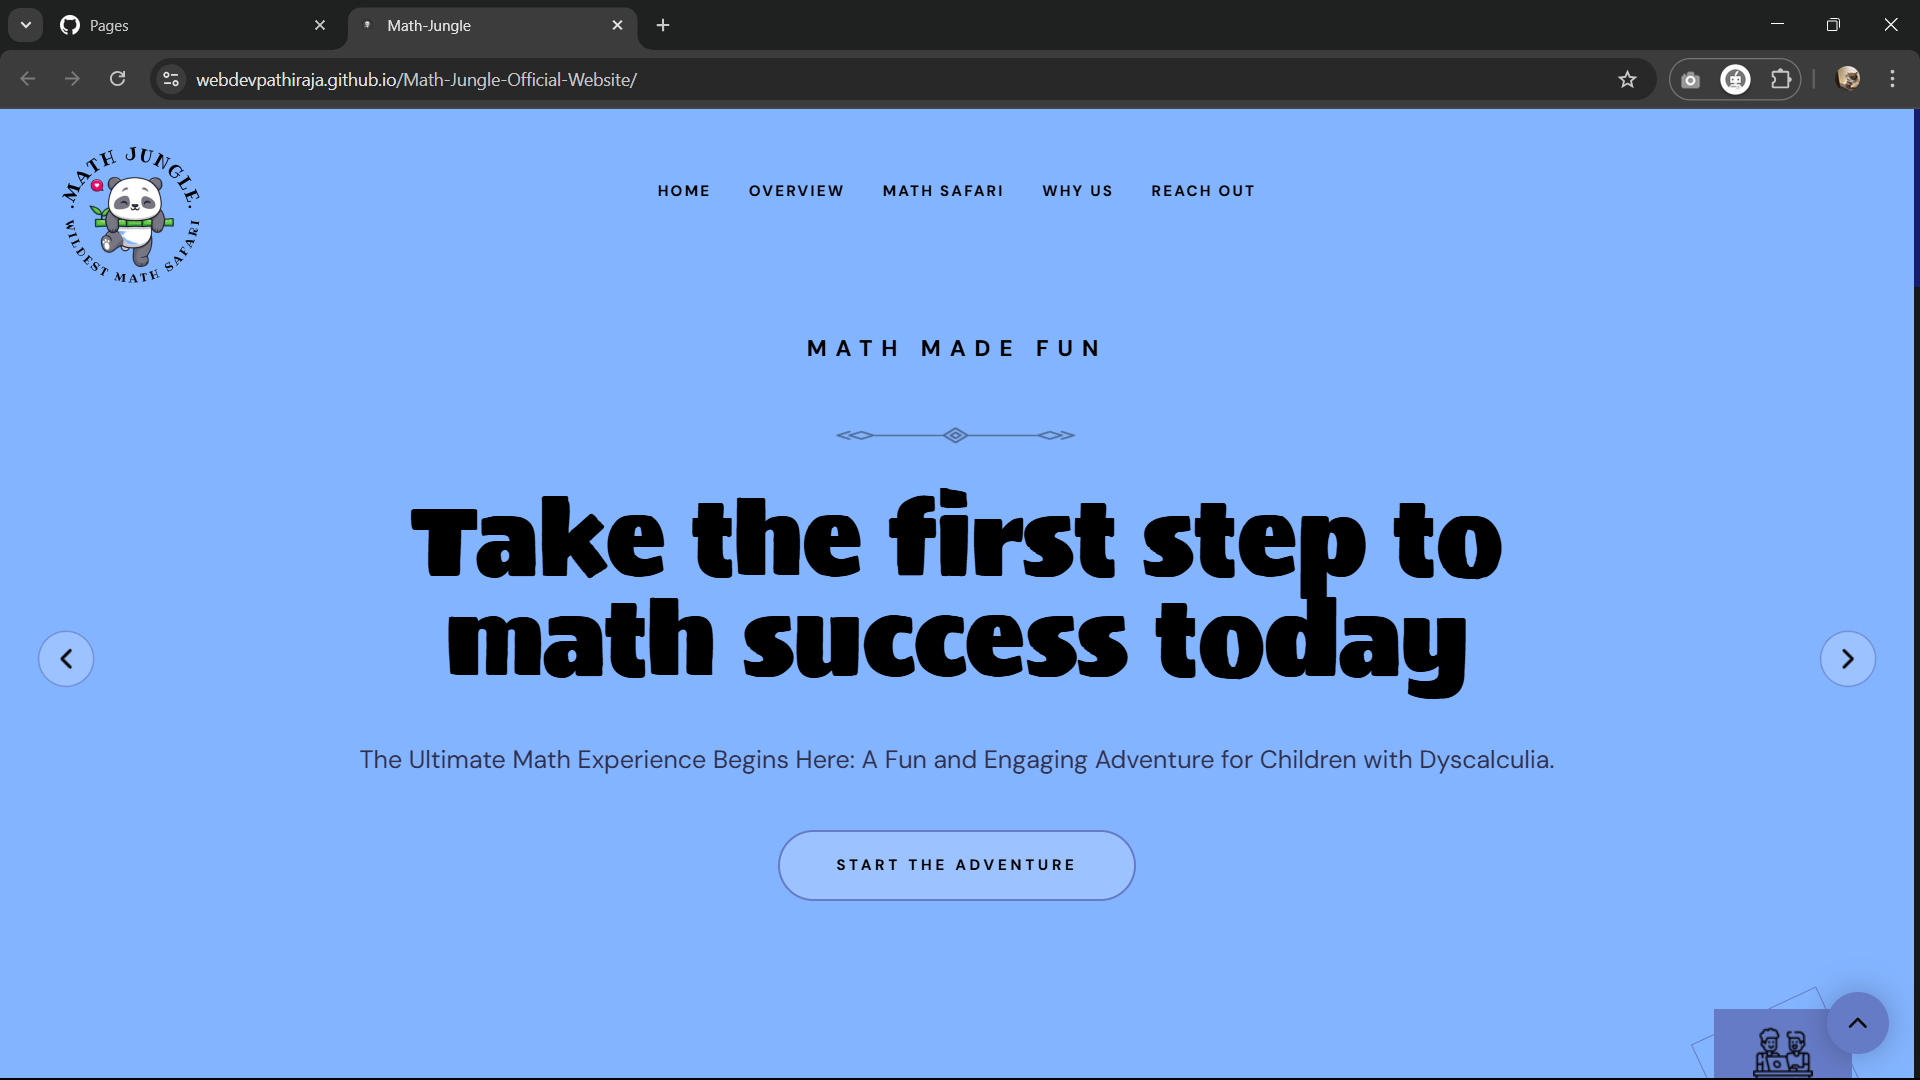 Pages
Math-Jungle
webdevpathiraja.github.io/Math-Jungle-Official-Website/
·MATH JUNGLE·
WILDEST MATH SAFARI
HOME OVERVIEW MATH SAFARI WHY US REACH OUT
MATH MADE FUN
Take the first step to
math success today
The Ultimate Math Experience Begins Here: A Fun and Engaging Adventure for Children with Dyscalculia.
START THE ADVENTURE